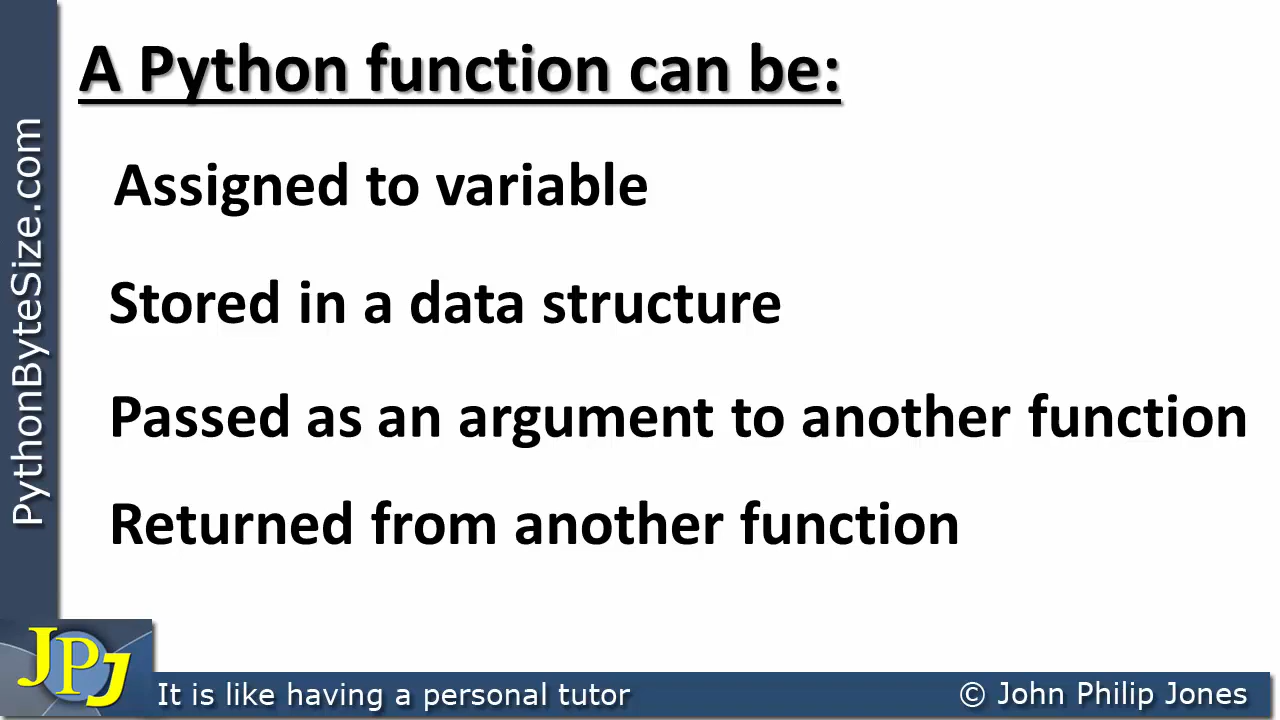 A Python function can be:
Assigned to variable
Stored in a data structure
Passed as an argument to another function
Returned from another function
PythonByteSize.com
JPJ
It is like having a personal tutor
© John Philip Jones